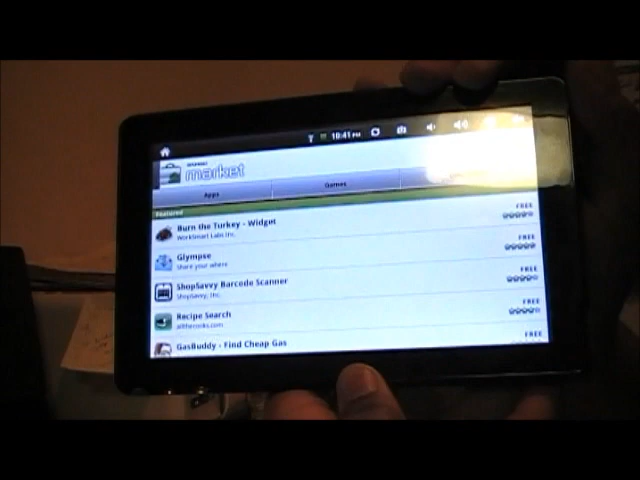 10:41 PM
market
Apps
Games
Featured
Burn the Turkey - Widget
WorkSmart Labs Inc.
FREE
Glympse
Share your where
FREE
ShopSavvy Barcode Scanner
ShopSavvy, Inc.
FREE
Recipe Search
allthecooks.com
FREE
GasBuddy - Find Cheap Gas
FREE